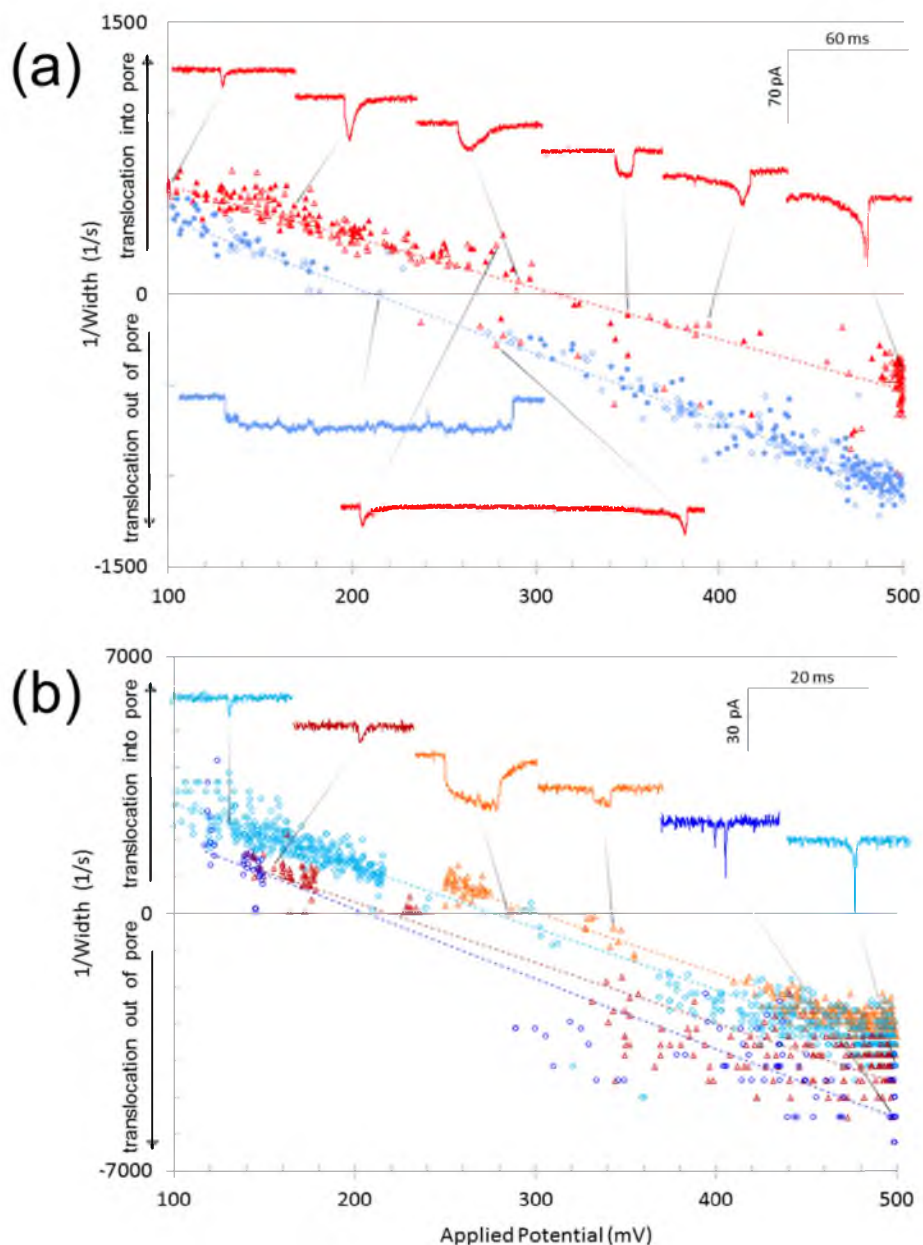 (a)
1500
0
-1500
1/Width (1/s)
translocation into pore
translocation out of pore
60 ms
70 pA
100
200
300
400
500
(b)
7000
0
-7000
1/Width (1/s)
translocation into pore
translocation out of pore
20 ms
30 pA
100
200
300
400
500
Applied Potential (mV)